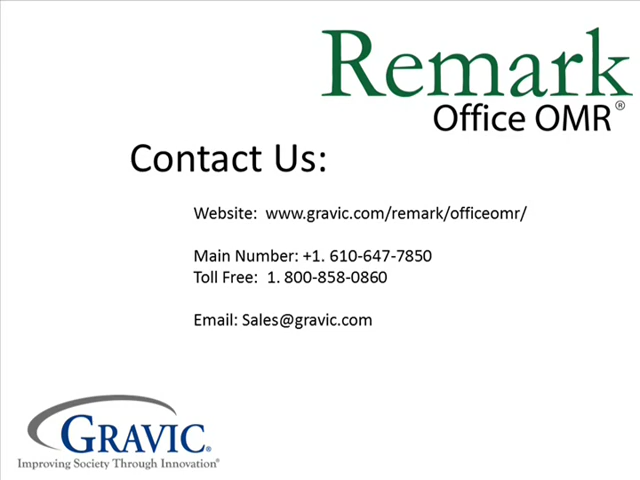 Remark
Office OMR®
Contact Us:
Website: www.gravic.com/remark/officeomr/
Main Number: +1. 610-647-7850
Toll Free: 1. 800-858-0860
Email: Sales@gravic.com
GRAVIC®
Improving Society Through Innovation®